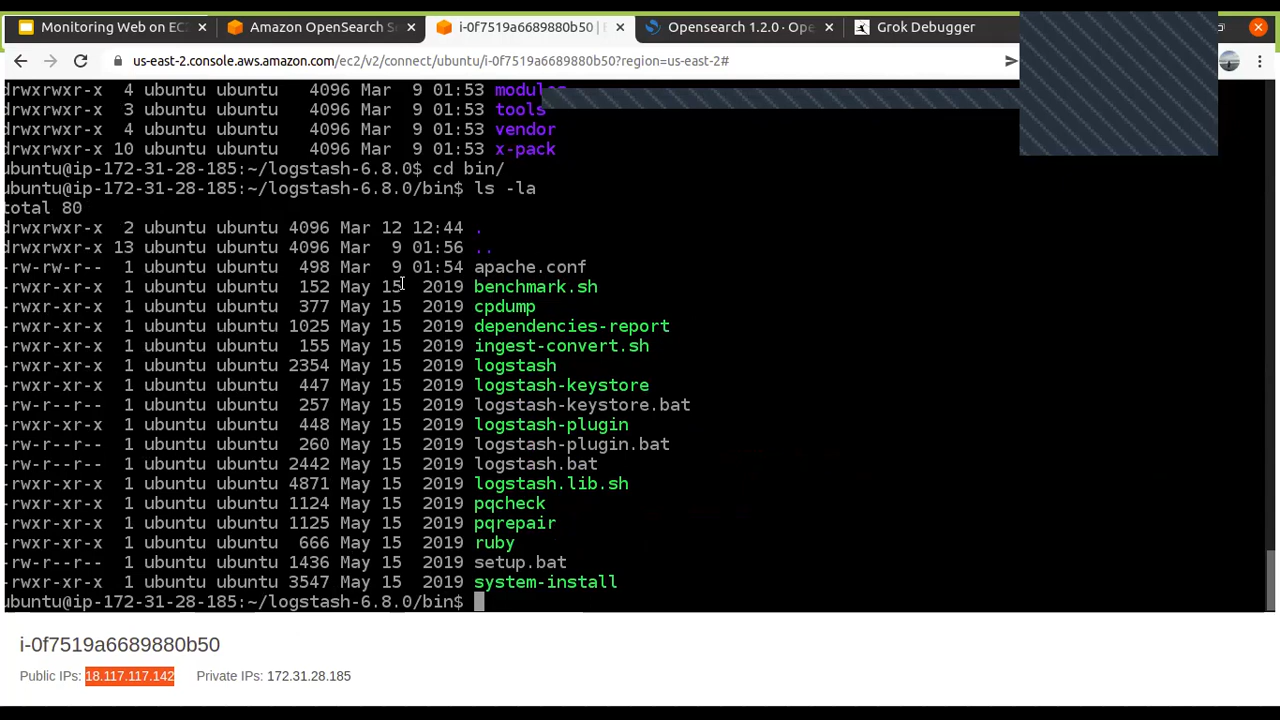 Monitoring Web on EC
Amazon OpenSearch S
i-0f7519a6689880b50 | E
Opensearch 1.2.0 - Ope
Grok Debugger
us-east-2.console.aws.amazon.com/ec2/v2/connect/ubuntu/i-0f7519a6689880b50?region=us-east-2#
drwxrwxr-x 4 ubuntu ubuntu 4096 Mar 9 01:53 modules
drwxrwxr-x 3 ubuntu ubuntu 4096 Mar 9 01:53 tools
drwxrwxr-x 4 ubuntu ubuntu 4096 Mar 9 01:53 vendor
drwxrwxr-x 10 ubuntu ubuntu 4096 Mar 9 01:53 x-pack
ubuntu@ip-172-31-28-185:~/logstash-6.8.0$ cd bin/
ubuntu@ip-172-31-28-185:~/logstash-6.8.0/bin$ ls -la
total 80
drwxrwxr-x 2 ubuntu ubuntu 4096 Mar 12 12:44 .
drwxrwxr-x 13 ubuntu ubuntu 4096 Mar 9 01:56 ..
-rw-rw-r-- 1 ubuntu ubuntu 498 Mar 9 01:54 apache.conf
-rwxr-xr-x 1 ubuntu ubuntu 152 May 15 2019 benchmark.sh
-rwxr-xr-x 1 ubuntu ubuntu 377 May 15 2019 cpdump
-rwxr-xr-x 1 ubuntu ubuntu 1025 May 15 2019 dependencies-report
-rwxr-xr-x 1 ubuntu ubuntu 155 May 15 2019 ingest-convert.sh
-rwxr-xr-x 1 ubuntu ubuntu 2354 May 15 2019 logstash
-rwxr-xr-x 1 ubuntu ubuntu 447 May 15 2019 logstash-keystore
-rw-r--r-- 1 ubuntu ubuntu 257 May 15 2019 logstash-keystore.bat
-rwxr-xr-x 1 ubuntu ubuntu 448 May 15 2019 logstash-plugin
-rw-r--r-- 1 ubuntu ubuntu 260 May 15 2019 logstash-plugin.bat
-rw-r--r-- 1 ubuntu ubuntu 2442 May 15 2019 logstash.bat
-rwxr-xr-x 1 ubuntu ubuntu 4871 May 15 2019 logstash.lib.sh
-rwxr-xr-x 1 ubuntu ubuntu 1124 May 15 2019 pqcheck
-rwxr-xr-x 1 ubuntu ubuntu 1125 May 15 2019 pqrepair
-rwxr-xr-x 1 ubuntu ubuntu 666 May 15 2019 ruby
-rw-r--r-- 1 ubuntu ubuntu 1436 May 15 2019 setup.bat
-rwxr-xr-x 1 ubuntu ubuntu 3547 May 15 2019 system-install
ubuntu@ip-172-31-28-185:~/logstash-6.8.0/bin$
i-0f7519a6689880b50
Public IPs: 18.117.117.142 Private IPs: 172.31.28.185